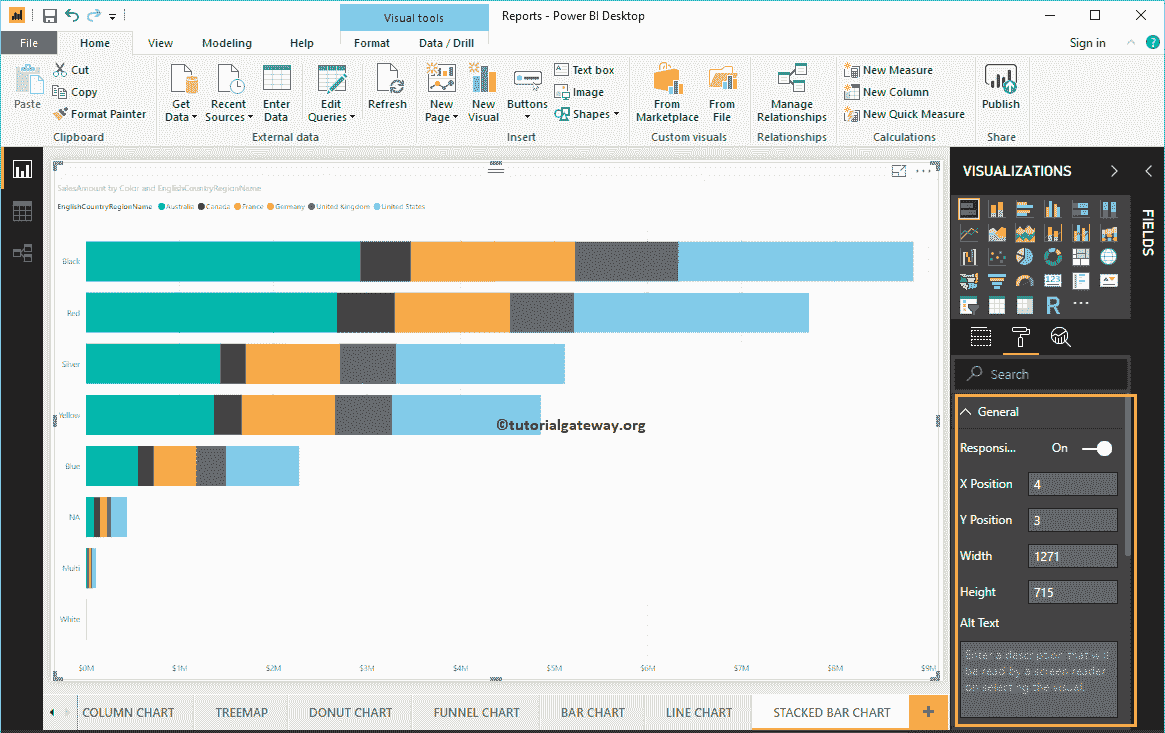 Visual tools
Reports - Power BI Desktop
File
Home
View
Modeling
Help
Format
Data / Drill
Sign in
?
Paste
Cut
Copy
Format Painter
Clipboard
Get Data
Recent Sources
Enter Data
Edit Queries
External data
Refresh
New Page
New Visual
Buttons
Text box
Image
Shapes
Insert
From Marketplace
From File
Custom visuals
Manage Relationships
Relationships
New Measure
New Column
New Quick Measure
Calculations
Publish
Share
SalesAmount by Color and EnglishCountryRegionName
EnglishCountryRegionName Australia Canada France Germany United Kingdom United States
Black
Red
Silver
Yellow
Blue
NA
Multi
White
$0M $1M $2M $3M $4M $5M $6M $7M $8M $9M
©tutorialgateway.org
VISUALIZATIONS
FIELDS
123
R
Search
General
Responsi... On
X Position 4
Y Position 3
Width 1271
Height 715
Alt Text
Enter a description that will
be read by a screen reader
on selecting the visual.
COLUMN CHART
TREEMAP
DONUT CHART
FUNNEL CHART
BAR CHART
LINE CHART
STACKED BAR CHART
+